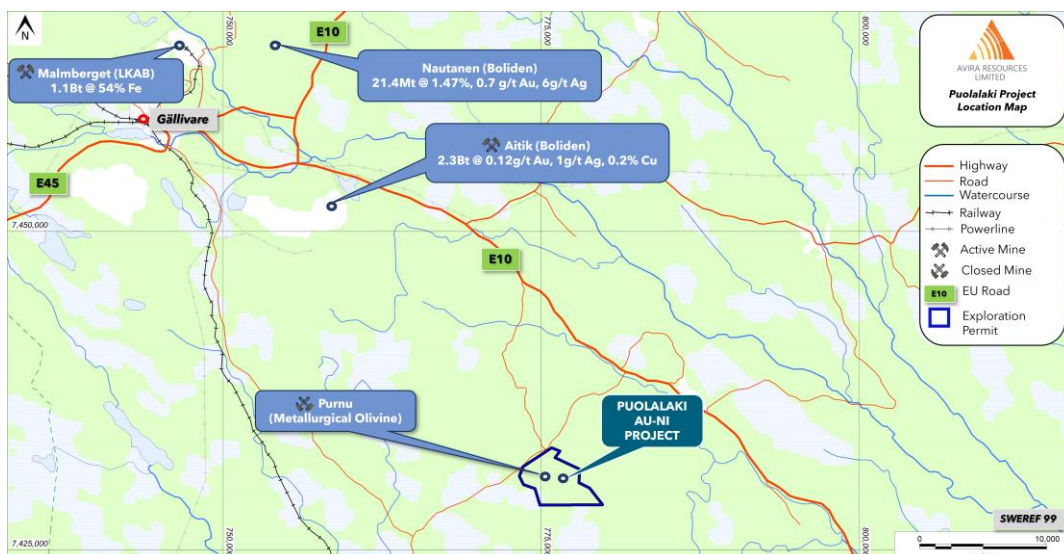 N
750,000
E10
775,000
800,000
AVIRA RESOURCES
LIMITED
Puolalaki Project
Location Map
Malmberget (LKAB)
1.1Bt @ 54% Fe
Nautanen (Boliden)
21.4Mt @ 1.47%, 0.7 g/t Au, 6g/t Ag
Gällivare
Aitik (Boliden)
2.3Bt @ 0.12g/t Au, 1g/t Ag, 0.2% Cu
E45
7,450,000
E10
Highway
Road
Watercourse
Railway
Powerline
Active Mine
Closed Mine
E10 EU Road
Exploration
Permit
Purnu
(Metallurgical Olivine)
PUOLALAKI
AU-NI
PROJECT
SWEREF 99
7,425,000
750,000
775,000
800,000
0 10,000